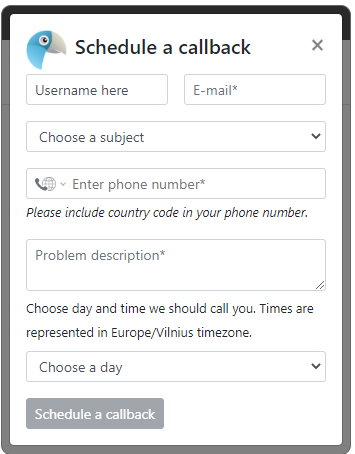 Schedule a callback ×
Username here E-mail*
Choose a subject
Enter phone number*
Please include country code in your phone number.
Problem description*
Choose day and time we should call you. Times are
represented in Europe/Vilnius timezone.
Choose a day
Schedule a callback